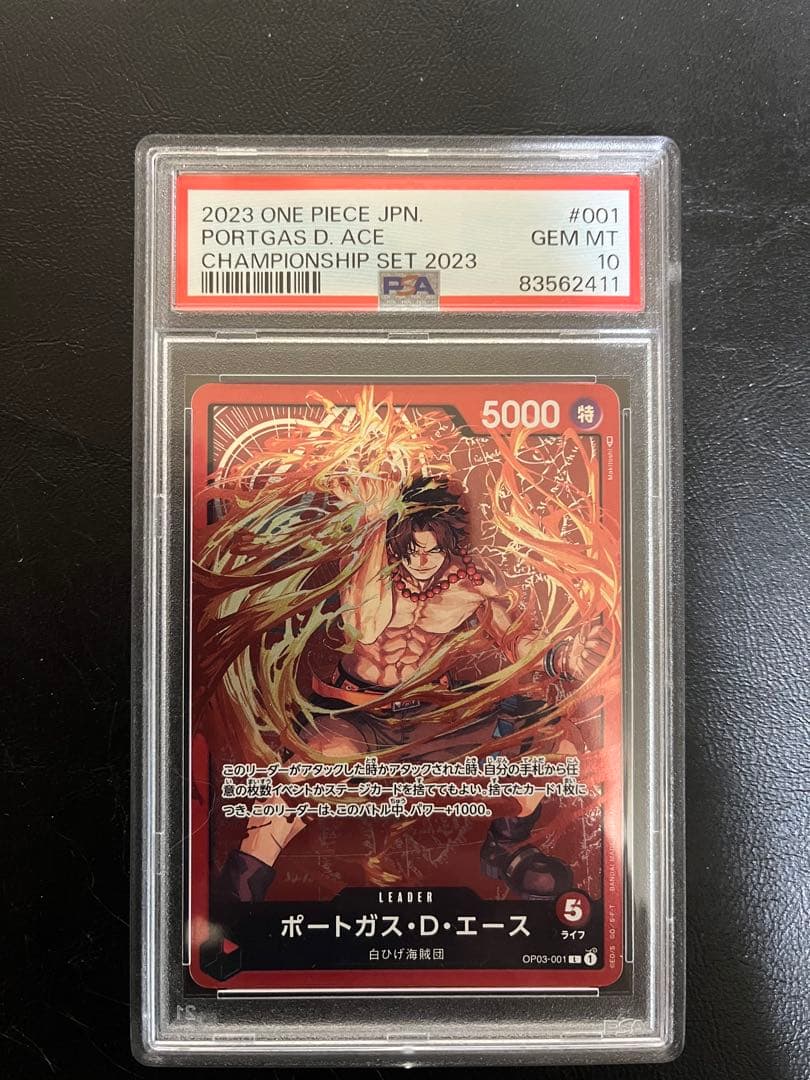 2023 ONE PIECE JPN. #001
PORTGAS D. ACE GEM MT
CHAMPIONSHIP SET 2023 10
PSA 83562411
5000 特
Makitoshi
このリーダーがアタックした時かアタックされた時、自分の手札から任
意の枚数イベントかステージカードを捨ててもよい。捨てたカード1枚に
つき、このリーダーは、このバトル中、パワー+1000。
LEADER
ポートガス・D・エース
5
ライフ
白ひげ海賊団
OP03-001 L 1
PSA